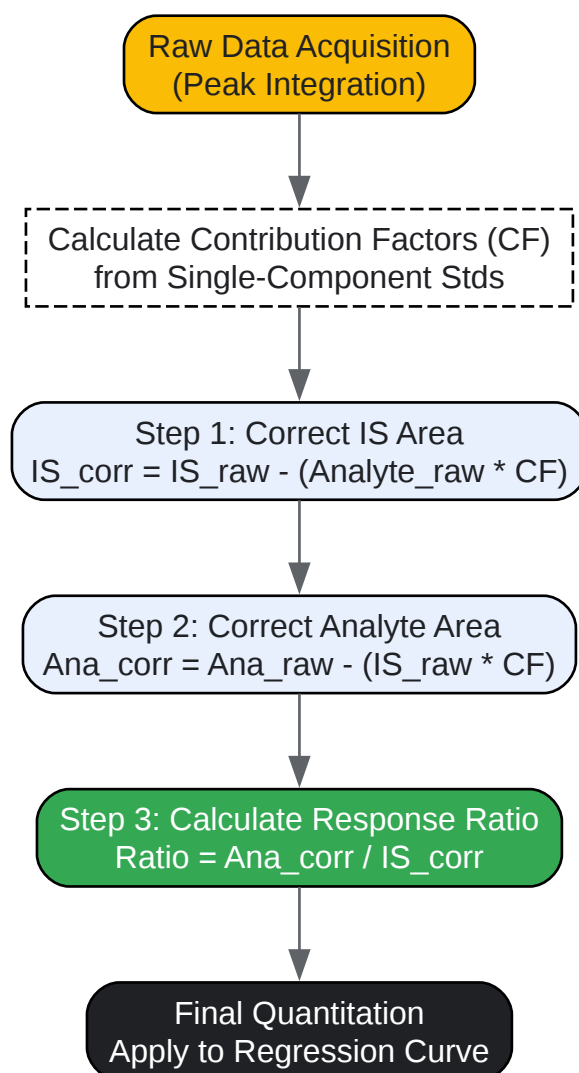 Raw Data Acquisition
(Peak Integration)
Calculate Contribution Factors (CF)
from Single-Component Stds
Step 1: Correct IS Area
IS_corr = IS_raw - (Analyte_raw * CF)
Step 2: Correct Analyte Area
Ana_corr = Ana_raw - (IS_raw * CF)
Step 3: Calculate Response Ratio
Ratio = Ana_corr / IS_corr
Final Quantitation
Apply to Regression Curve